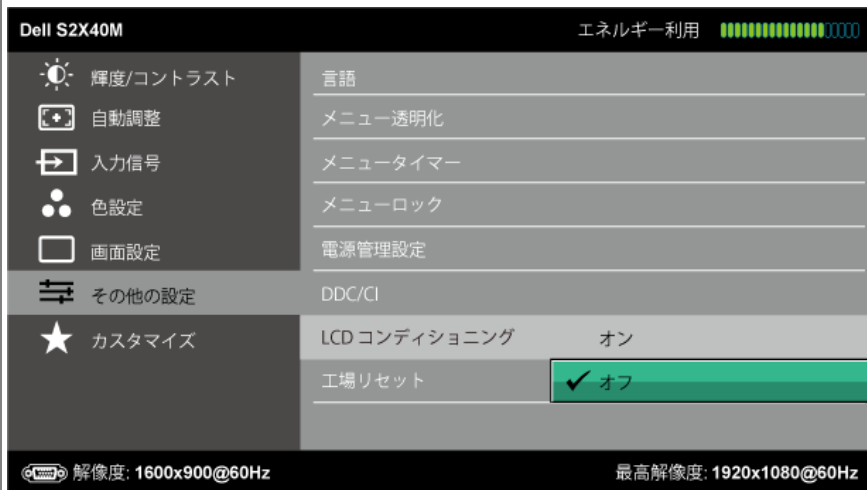 Dell S2X40M エネルギー利用
輝度/コントラスト
自動調整
入力信号
色設定
画面設定
その他の設定
カスタマイズ
言語
メニュー透明化
メニュータイマー
メニューロック
電源管理設定
DDC/CI
LCD コンディショニング オン
工場リセット オフ
解像度: 1600x900@60Hz 最高解像度: 1920x1080@60Hz